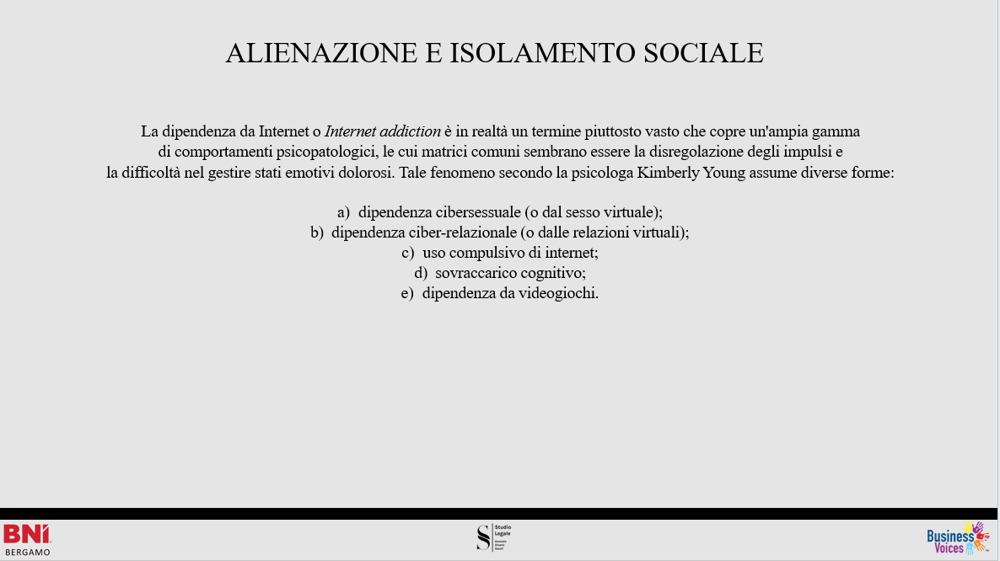 ALIENAZIONE E ISOLAMENTO SOCIALE
La dipendenza da Internet o Internet addiction è in realtà un termine piuttosto vasto che copre un'ampia gamma
di comportamenti psicopatologici, le cui matrici comuni sembrano essere la disregolazione degli impulsi e
la difficoltà nel gestire stati emotivi dolorosi. Tale fenomeno secondo la psicologa Kimberly Young assume diverse forme:
a) dipendenza cibersessuale (o dal sesso virtuale);
b) dipendenza ciber-relazionale (o dalle relazioni virtuali);
c) uso compulsivo di internet;
d) sovraccarico cognitivo;
e) dipendenza da videogiochi.
BNI
BERGAMO
S
Studio
Legale
Business
Voices